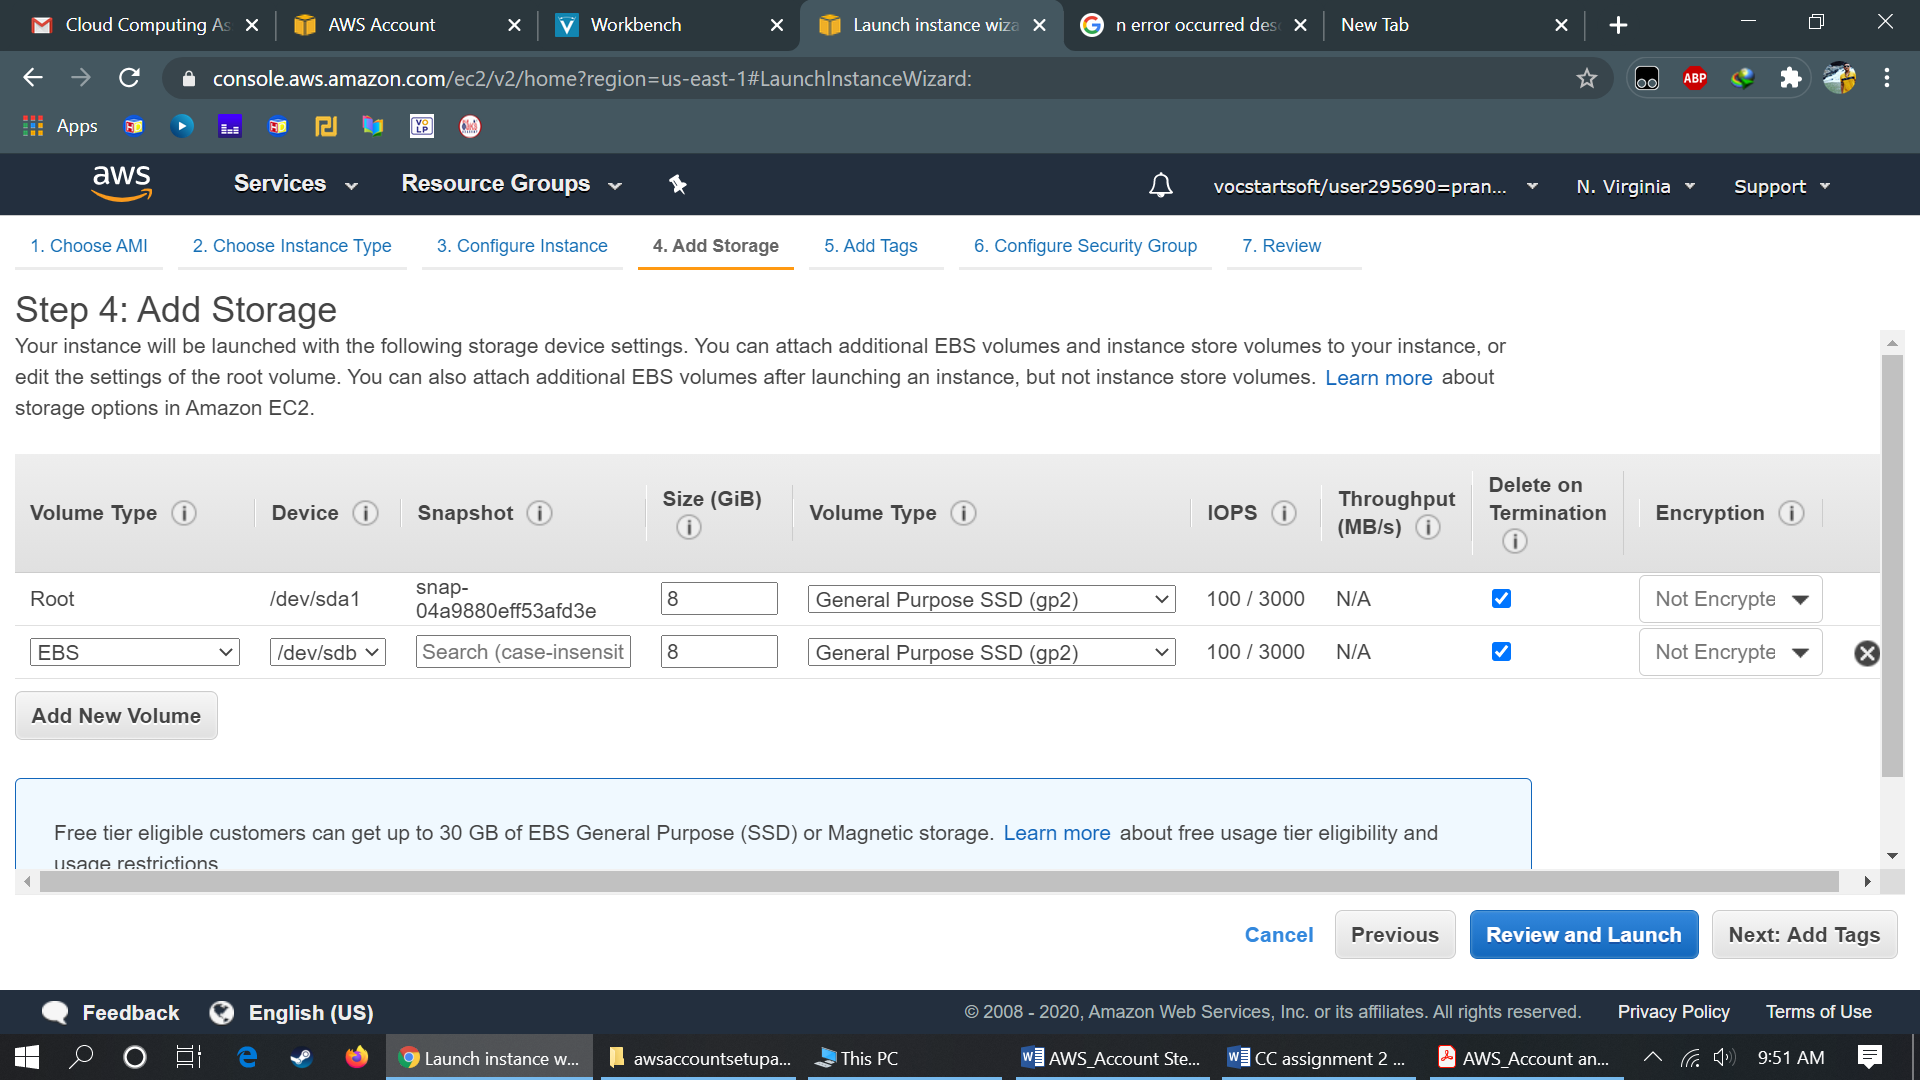 Cloud Computing As
AWS Account
Workbench
Launch instance wiza
n error occurred des
New Tab
console.aws.amazon.com/ec2/v2/home?region=us-east-1#LaunchInstanceWizard:
ABP
Apps
VO
LP
aws
Services
Resource Groups
vocstartsoft/user295690=pran...
N. Virginia
Support
1. Choose AMI
2. Choose Instance Type
3. Configure Instance
4. Add Storage
5. Add Tags
6. Configure Security Group
7. Review
Step 4: Add Storage
Your instance will be launched with the following storage device settings. You can attach additional EBS volumes and instance store volumes to your instance, or
edit the settings of the root volume. You can also attach additional EBS volumes after launching an instance, but not instance store volumes. Learn more about
storage options in Amazon EC2.
Volume Type
Device
Snapshot
Size (GiB)
Volume Type
IOPS
Throughput
(MB/s)
Delete on
Termination
Encryption
Root
/dev/sda1
snap-
04a9880eff53afd3e
8
General Purpose SSD (gp2)
100 / 3000
N/A
Not Encrypte
EBS
/dev/sdb
Search (case-insensit
8
General Purpose SSD (gp2)
100 / 3000
N/A
Not Encrypte
Add New Volume
Free tier eligible customers can get up to 30 GB of EBS General Purpose (SSD) or Magnetic storage. Learn more about free usage tier eligibility and
usage restrictions
Cancel
Previous
Review and Launch
Next: Add Tags
Feedback
English (US)
© 2008 - 2020, Amazon Web Services, Inc. or its affiliates. All rights reserved.
Privacy Policy
Terms of Use
Launch instance w...
awsaccountsetupa...
This PC
AWS_Account Ste...
CC assignment 2 ...
AWS_Account an...
9:51 AM